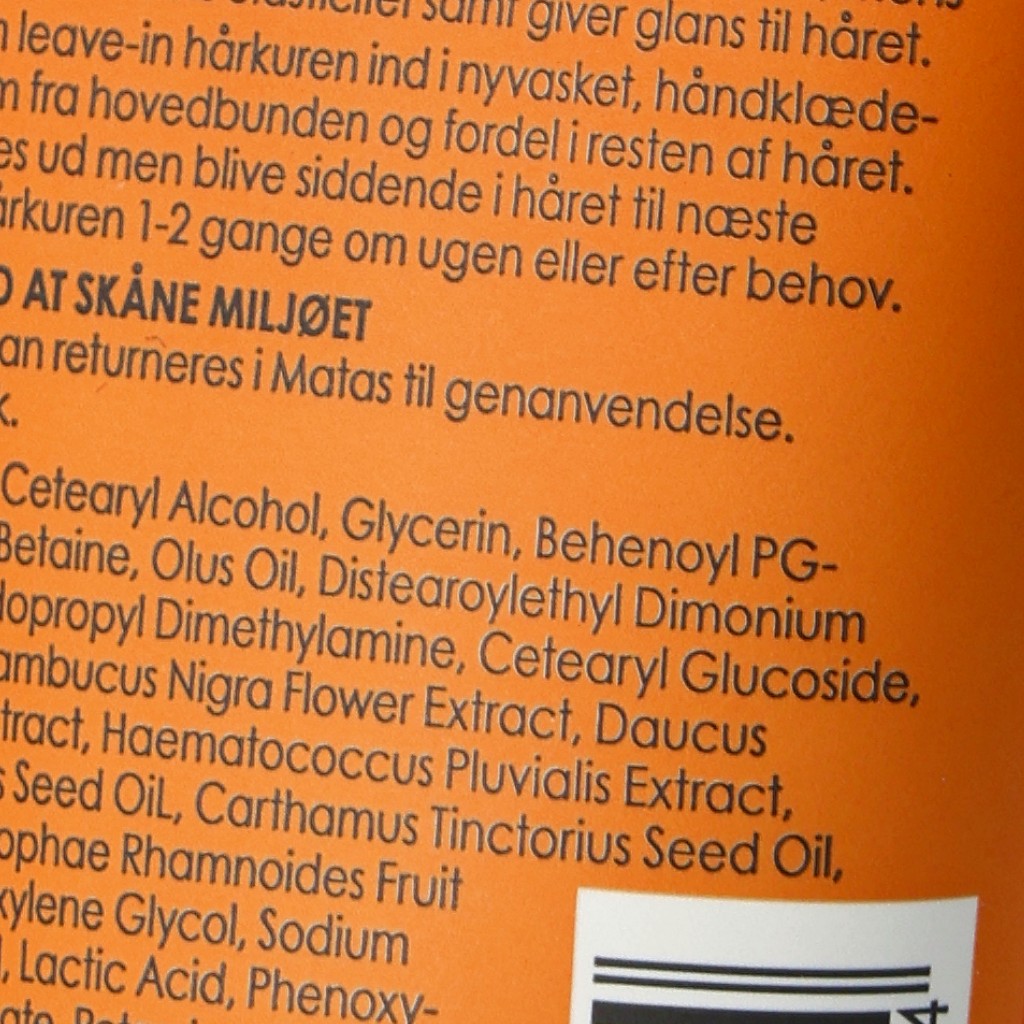 samt giver glans til håret.
leave-in hårkuren ind i nyvasket, håndklæde-
fra hovedbunden og fordel i resten af håret.
ud men blive siddende i håret til næste
årkuren 1-2 gange om ugen eller efter behov.
AT SKÅNE MILJØET
an returneres i Matas til genanvendelse.
k.
Cetearyl Alcohol, Glycerin, Behenoyl PG-
Betaine, Olus Oil, Distearoylethyl Dimonium
dopropyl Dimethylamine, Cetearyl Glucoside,
ambucus Nigra Flower Extract, Daucus
tract, Haematococcus Pluvialis Extract,
s Seed OiL, Carthamus Tinctorius Seed Oil,
ophae Rhamnoides Fruit
xylene Glycol, Sodium
, Lactic Acid, Phenoxy-
4